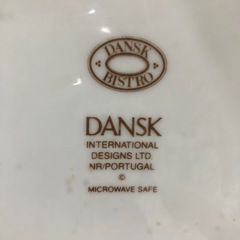 DANSK
BISTRO
DANSK
INTERNATIONAL
DESIGNS LTD
NR/PORTUGAL
©
MICROWAVE SAFE